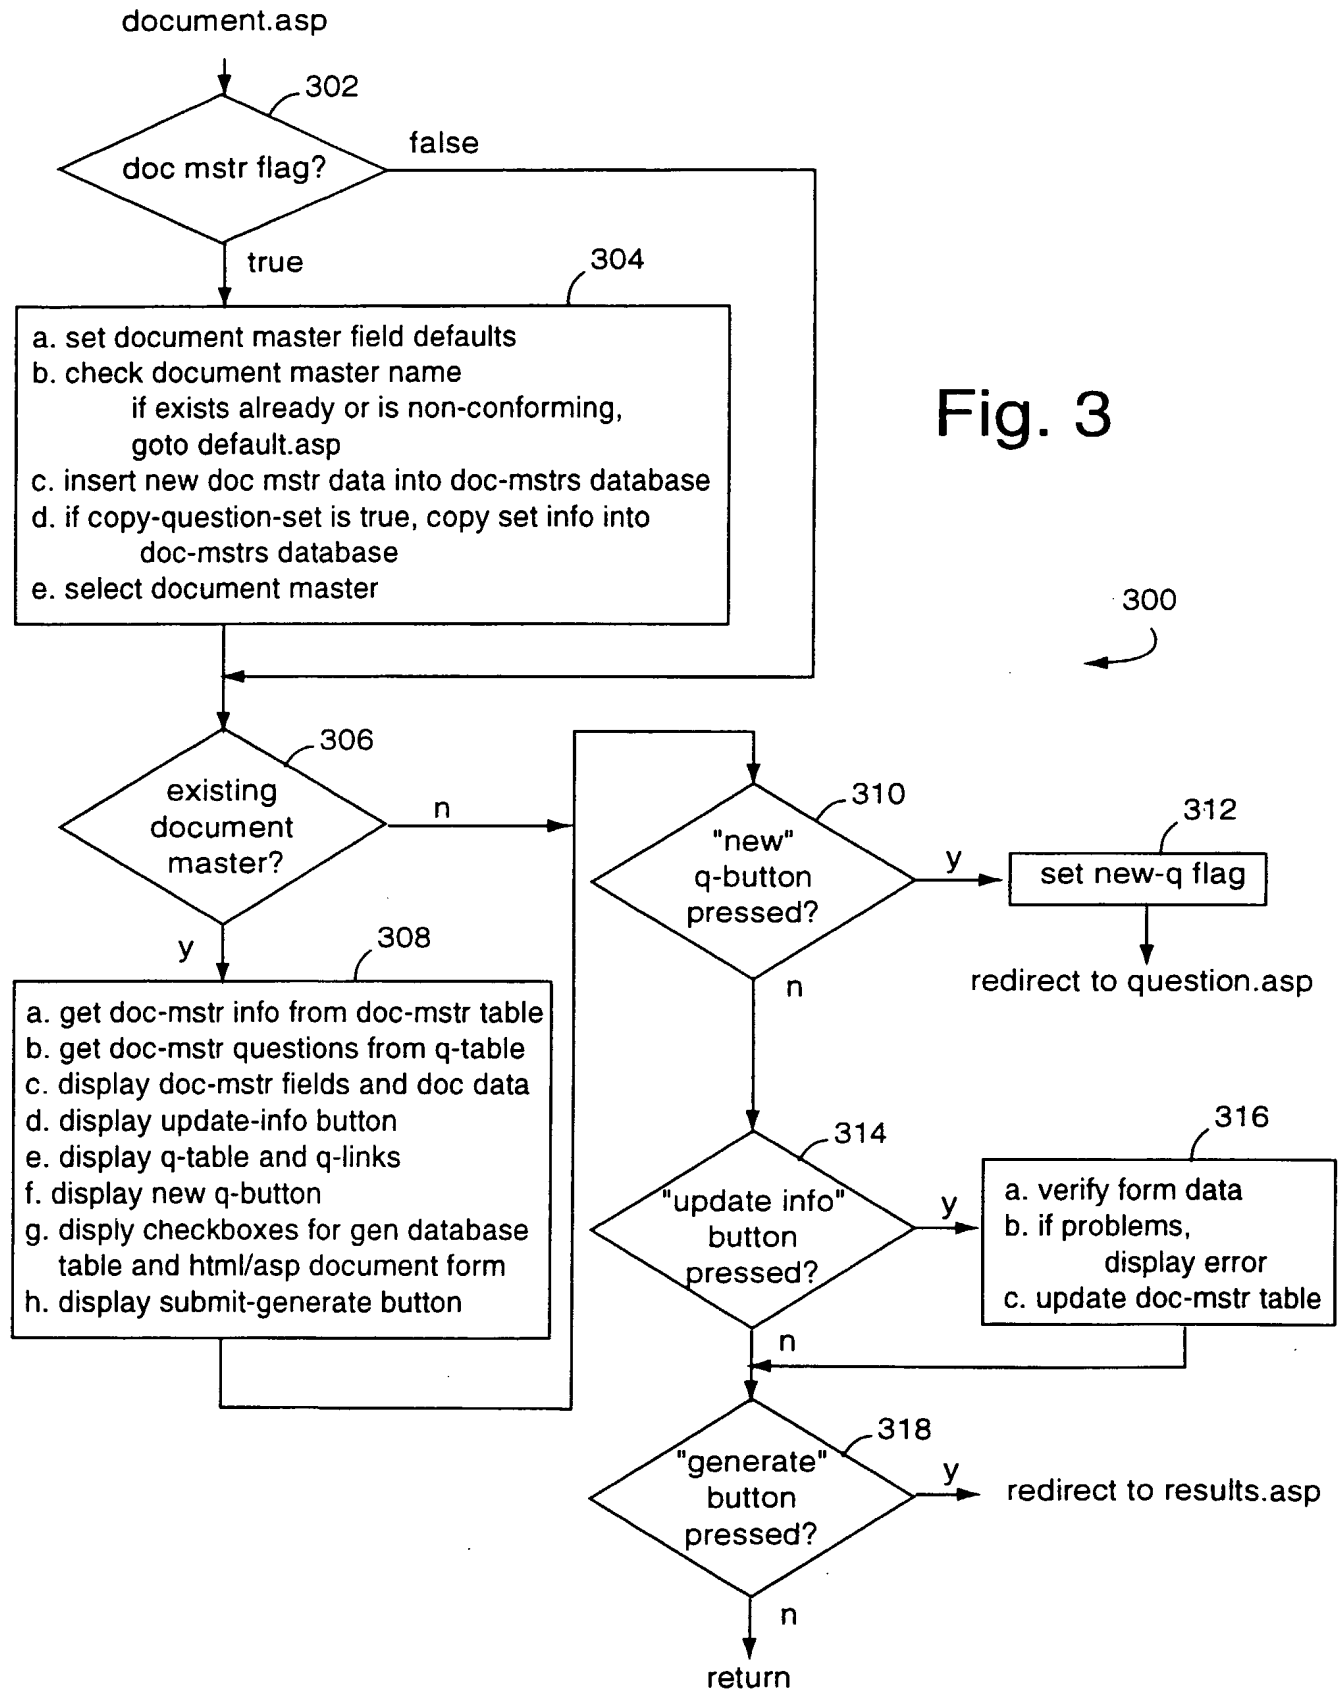 document.asp
302
doc mstr flag?
false
true
304
a. set document master field defaults
b. check document master name
if exists already or is non-conforming,
goto default.asp
c. insert new doc mstr data into doc-mstrs database
d. if copy-question-set is true, copy set info into
doc-mstrs database
e. select document master
Fig. 3
300
306
existing
document
master?
n
y
308
a. get doc-mstr info from doc-mstr table
b. get doc-mstr questions from q-table
c. display doc-mstr fields and doc data
d. display update-info button
e. display q-table and q-links
f. display new q-button
g. disply checkboxes for gen database
table and html/asp document form
h. display submit-generate button
310
"new"
q-button
pressed?
y
n
312
set new-q flag
redirect to question.asp
314
"update info"
button
pressed?
y
n
316
a. verify form data
b. if problems,
display error
c. update doc-mstr table
318
"generate"
button
pressed?
y
redirect to results.asp
n
return